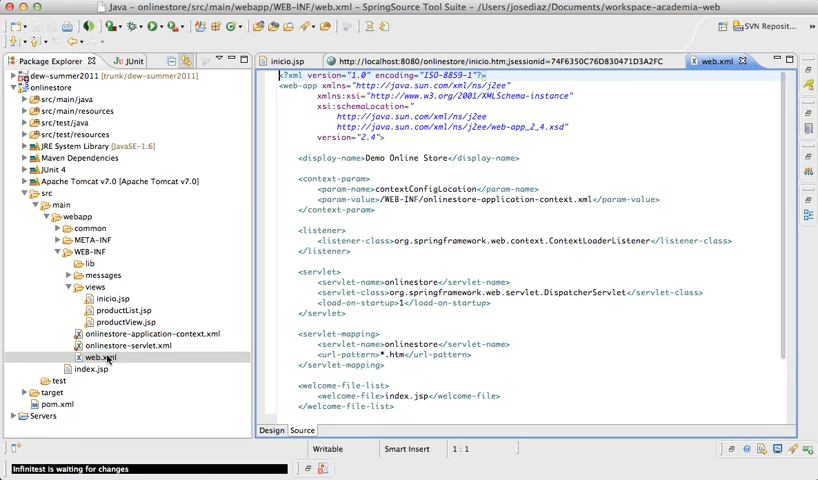 Java - onlinestore/src/main/webapp/WEB-INF/web.xml - SpringSource Tool Suite - /Users/josediaz/Documents/workspace-academia-web
SVN Reposit...
Package Explorer
JUnit
inicio.jsp
http://localhost:8080/onlinestore/inicio.htm;jsessionid=74F6350C76D830471D3A2FC
web.xml
dew-summer2011 [trunk/dew-summer2011]
onlinestore
src/main/java
src/main/resources
src/test/java
src/test/resources
JRE System Library [JavaSE-1.6]
Maven Dependencies
JUnit 4
Apache Tomcat v7.0 [Apache Tomcat v7.0]
src
main
webapp
common
META-INF
WEB-INF
lib
messages
views
inicio.jsp
productList.jsp
productView.jsp
onlinestore-application-context.xml
onlinestore-servlet.xml
web.xml
index.jsp
test
target
pom.xml
Servers
<?xml version="1.0" encoding="ISO-8859-1"?>
<web-app xmlns="http://java.sun.com/xml/ns/j2ee"
xmlns:xsi="http://www.w3.org/2001/XMLSchema-instance"
xsi:schemaLocation="
http://java.sun.com/xml/ns/j2ee
http://java.sun.com/xml/ns/j2ee/web-app_2_4.xsd"
version="2.4">
<display-name>Demo Online Store</display-name>
<context-param>
<param-name>contextConfigLocation</param-name>
<param-value>/WEB-INF/onlinestore-application-context.xml</param-value>
</context-param>
<listener>
<listener-class>org.springframework.web.context.ContextLoaderListener</listener-class>
</listener>
<servlet>
<servlet-name>onlinestore</servlet-name>
<servlet-class>org.springframework.web.servlet.DispatcherServlet</servlet-class>
<load-on-startup>1</load-on-startup>
</servlet>
<servlet-mapping>
<servlet-name>onlinestore</servlet-name>
<url-pattern>*.htm</url-pattern>
</servlet-mapping>
<welcome-file-list>
<welcome-file>index.jsp</welcome-file>
</welcome-file-list>
Design
Source
Writable
Smart Insert
1 : 1
Infinitest is waiting for changes